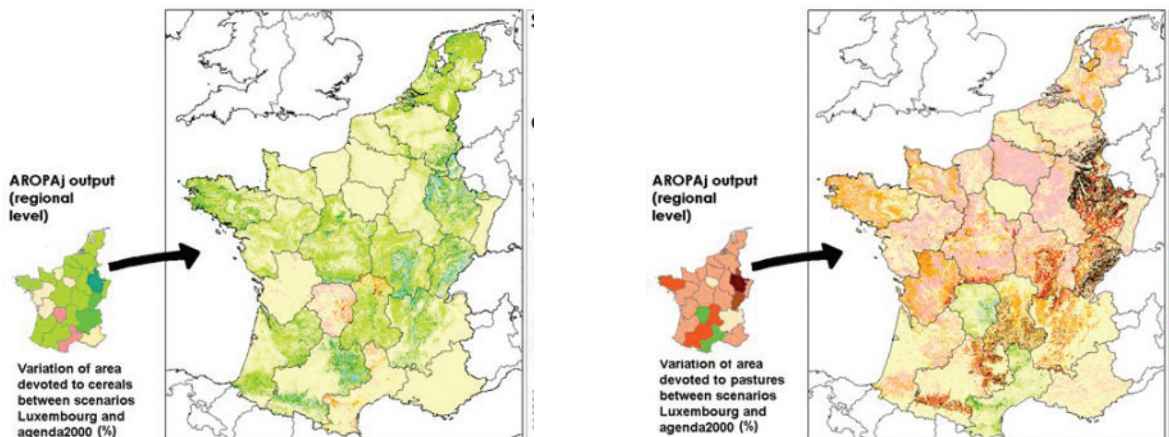 AROPAj output
(regional
level)
Variation of area
devoted to cereals
between scenarios
Luxembourg and
agenda2000 (%)
AROPAj output
(regional
level)
Variation of area
devoted to pastures
between scenarios
Luxembourg and
agenda2000 (%)